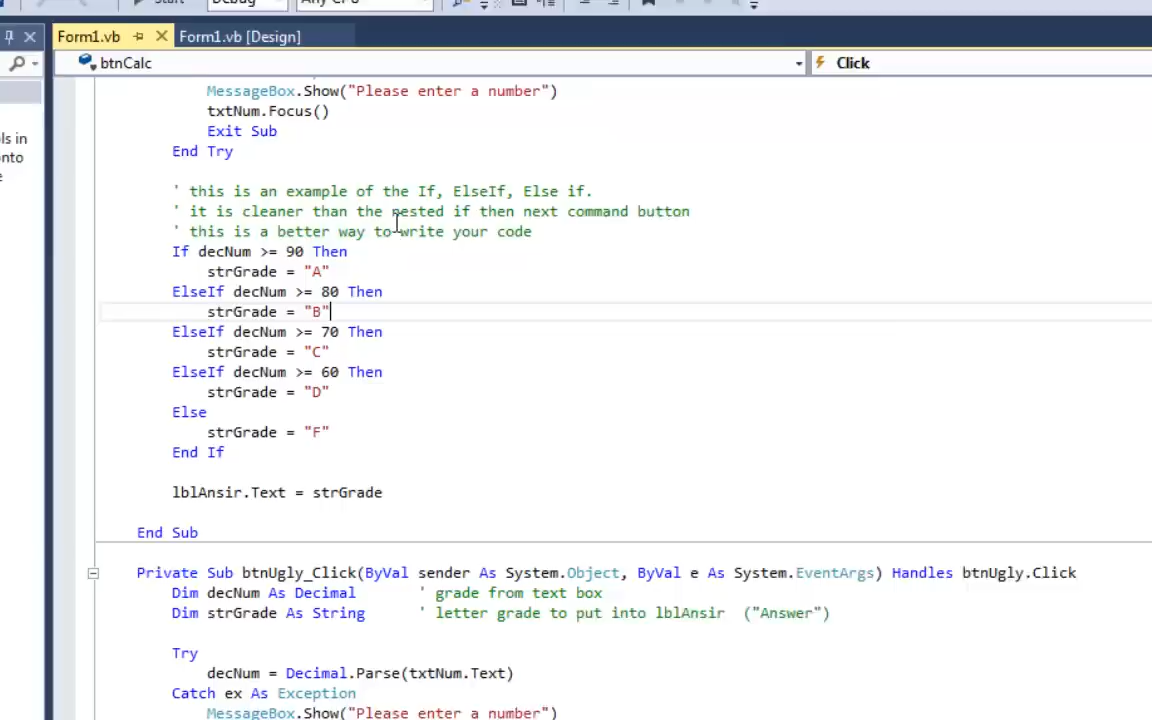 Start
Debug
Any CPU
Form1.vb
Form1.vb [Design]
btnCalc
Click
ls in
onto
MessageBox.Show("Please enter a number")
txtNum.Focus()
Exit Sub
End Try
' this is an example of the If, ElseIf, Else if.
' it is cleaner than the nested if then next command button
' this is a better way to write your code
If decNum >= 90 Then
strGrade = "A"
ElseIf decNum >= 80 Then
strGrade = "B"
ElseIf decNum >= 70 Then
strGrade = "C"
ElseIf decNum >= 60 Then
strGrade = "D"
Else
strGrade = "F"
End If
lblAnsir.Text = strGrade
End Sub
Private Sub btnUgly_Click(ByVal sender As System.Object, ByVal e As System.EventArgs) Handles btnUgly.Click
Dim decNum As Decimal ' grade from text box
Dim strGrade As String ' letter grade to put into lblAnsir ("Answer")
Try
decNum = Decimal.Parse(txtNum.Text)
Catch ex As Exception
MessageBox.Show("Please enter a number")